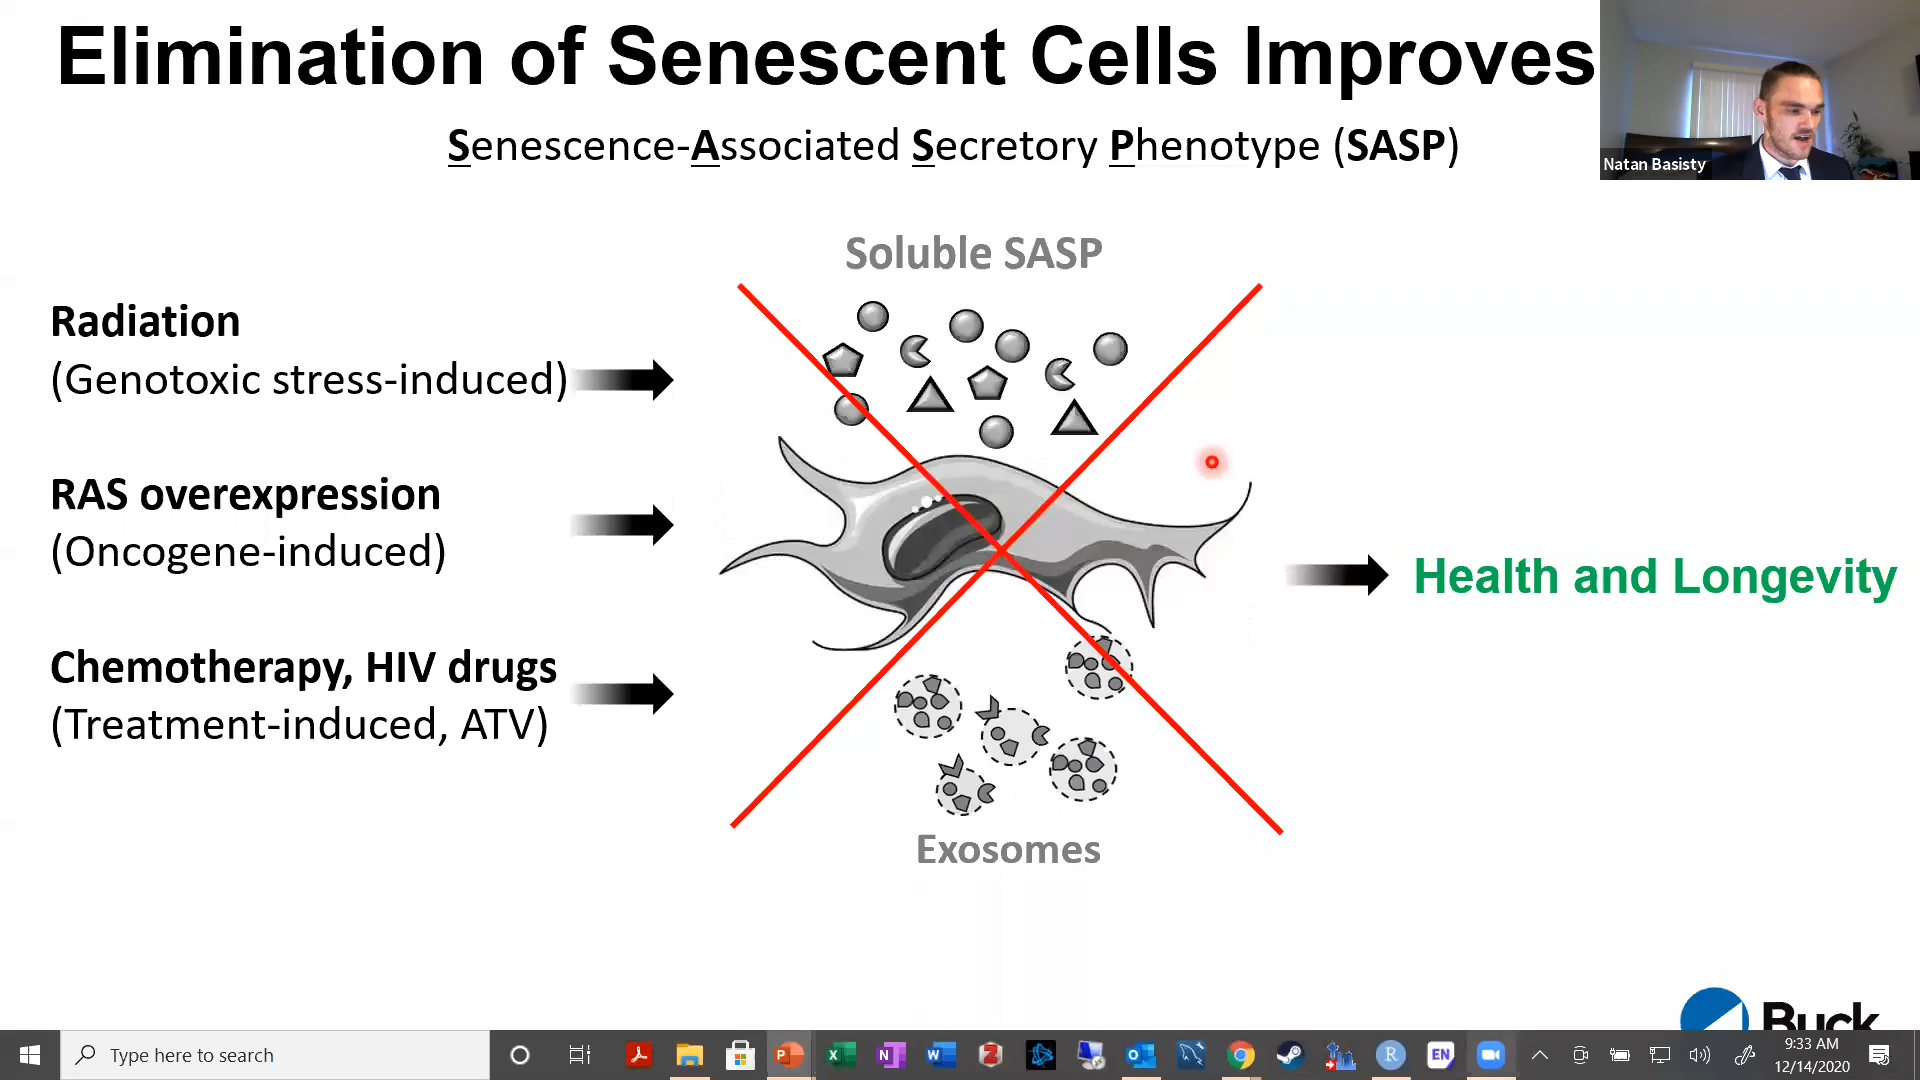 Elimination of Senescent Cells Improves
Senescence-Associated Secretory Phenotype (SASP)
Natan Basisty
Soluble SASP
Radiation
(Genotoxic stress-induced)
RAS overexpression
(Oncogene-induced)
Health and Longevity
Chemotherapy, HIV drugs
(Treatment-induced, ATV)
Exosomes
Buck
Type here to search
EN
9:33 AM
12/14/2020